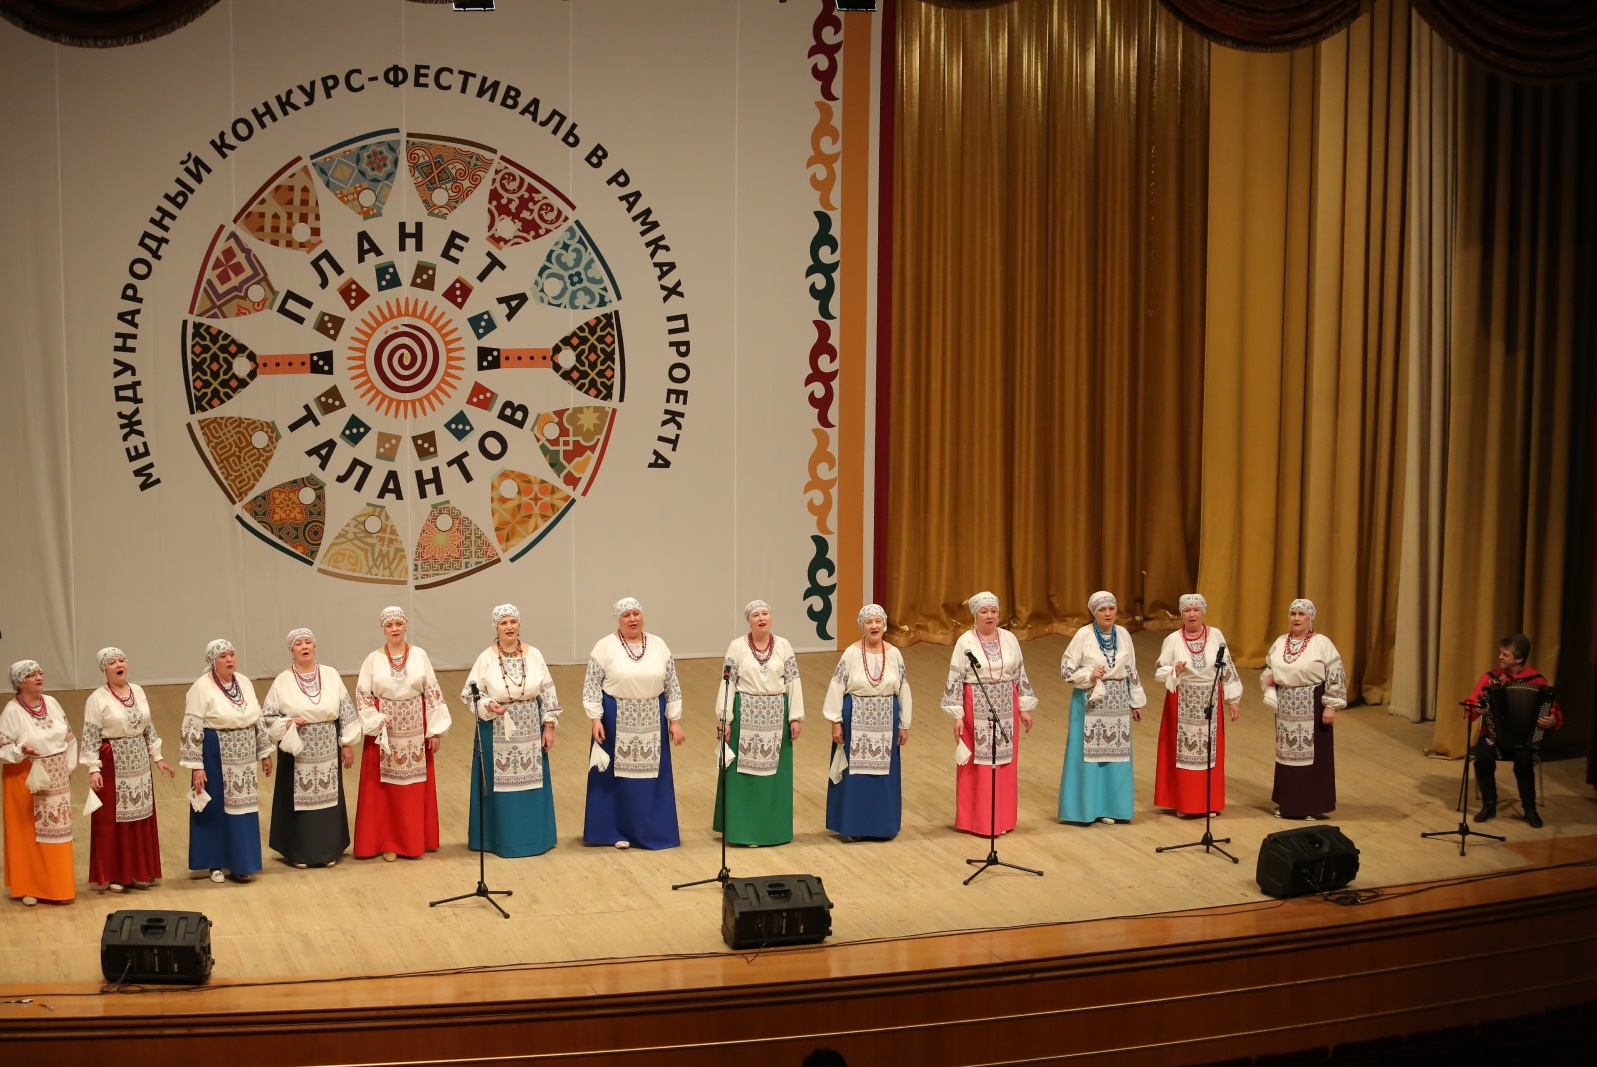 МЕЖДУНАРОДНЫЙ КОНКУРС-ФЕСТИВАЛЬ В РАМКАХ ПРОЕКТА
ПЛАНЕТА
ТАЛАНТОВ